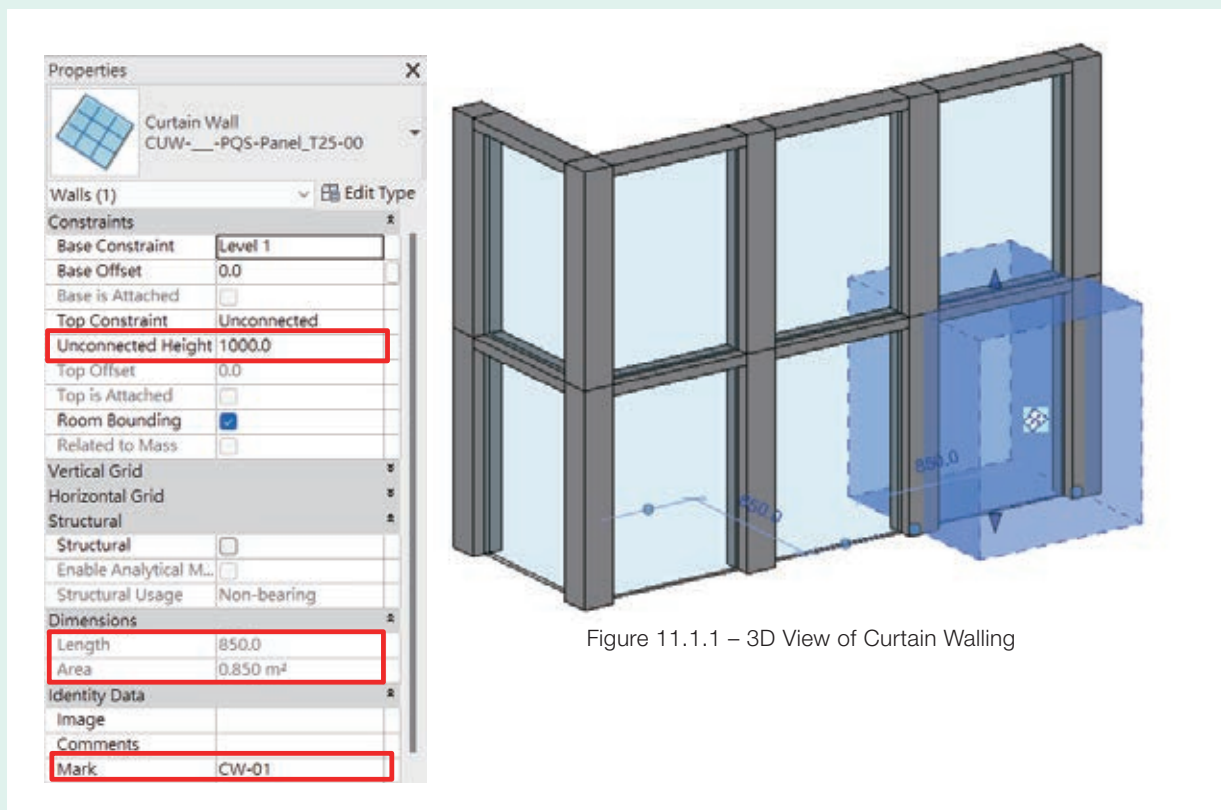 Properties
Curtain Wall
CUW-___-PQS-Panel_T25-00
Walls (1)
Edit Type
Constraints
Base Constraint Level 1
Base Offset 0.0
Base is Attached
Top Constraint Unconnected
Unconnected Height 1000.0
Top Offset 0.0
Top is Attached
Room Bounding
Related to Mass
Vertical Grid
Horizontal Grid
Structural
Structural
Enable Analytical M...
Structural Usage Non-bearing
Dimensions
Length 850.0
Area 0.850 m²
Identity Data
Image
Comments
Mark CW-01
850.0
850.0
Figure 11.1.1 – 3D View of Curtain Walling